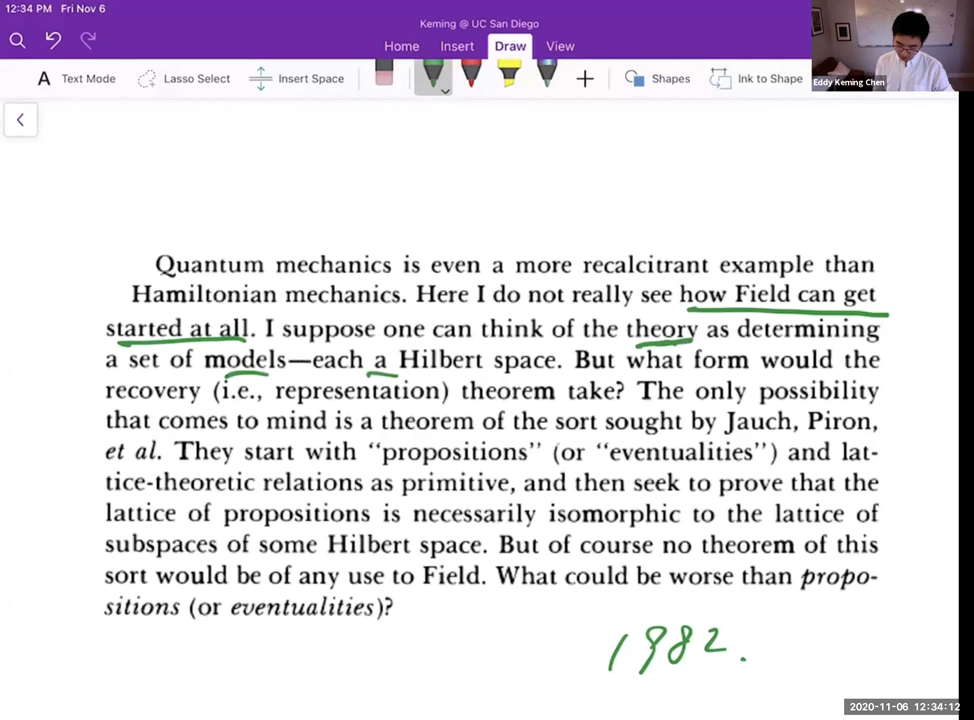 12:34 PM Fri Nov 6
Keming @ UC San Diego
Home Insert Draw View
A Text Mode Lasso Select Insert Space Shapes Ink to Shape
Eddy Keming Chen
Quantum mechanics is even a more recalcitrant example than
Hamiltonian mechanics. Here I do not really see how Field can get
started at all. I suppose one can think of the theory as determining
a set of models—each a Hilbert space. But what form would the
recovery (i.e., representation) theorem take? The only possibility
that comes to mind is a theorem of the sort sought by Jauch, Piron,
et al. They start with “propositions” (or “eventualities”) and lat-
tice-theoretic relations as primitive, and then seek to prove that the
lattice of propositions is necessarily isomorphic to the lattice of
subspaces of some Hilbert space. But of course no theorem of this
sort would be of any use to Field. What could be worse than propo-
sitions (or eventualities)?
1982.
2020-11-06 12:34:12